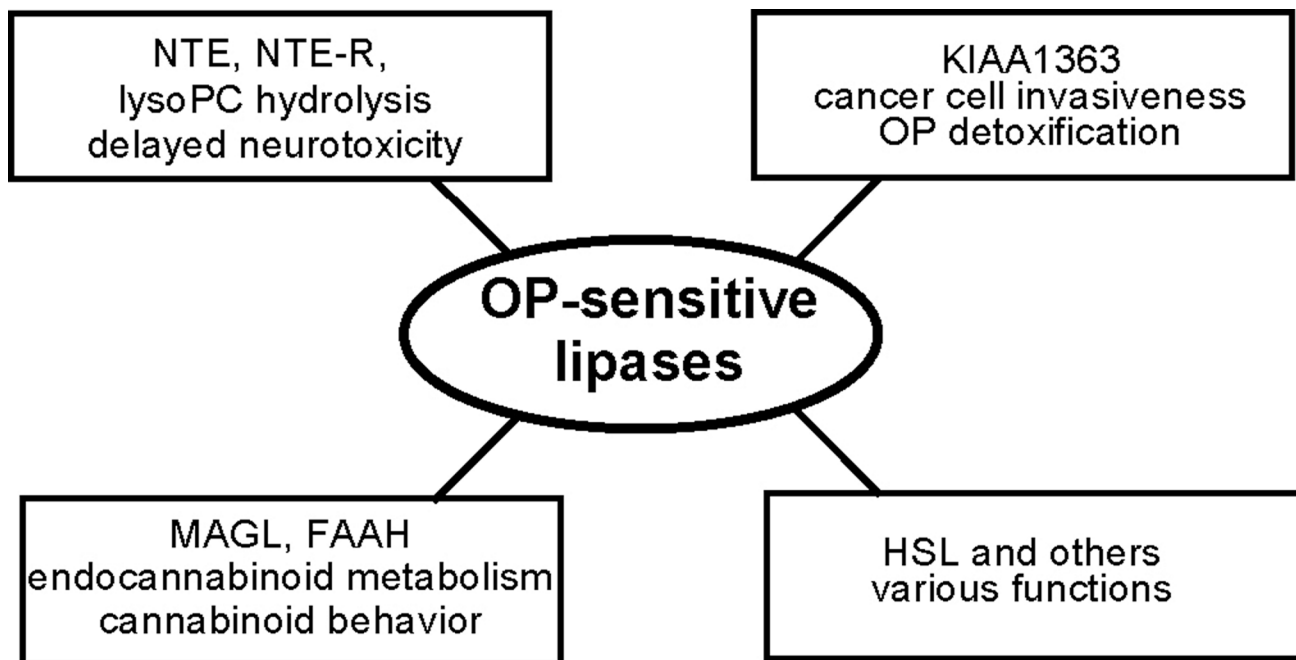 NTE, NTE-R,
lysoPC hydrolysis
delayed neurotoxicity
KIAA1363
cancer cell invasiveness
OP detoxification
OP-sensitive
lipases
MAGL, FAAH
endocannabinoid metabolism
cannabinoid behavior
HSL and others
various functions